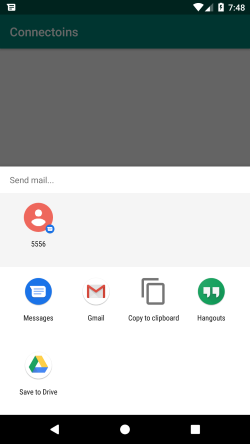 7:48
Connectoins
Send mail...
5556
Messages
Gmail
Copy to clipboard
Hangouts
Save to Drive